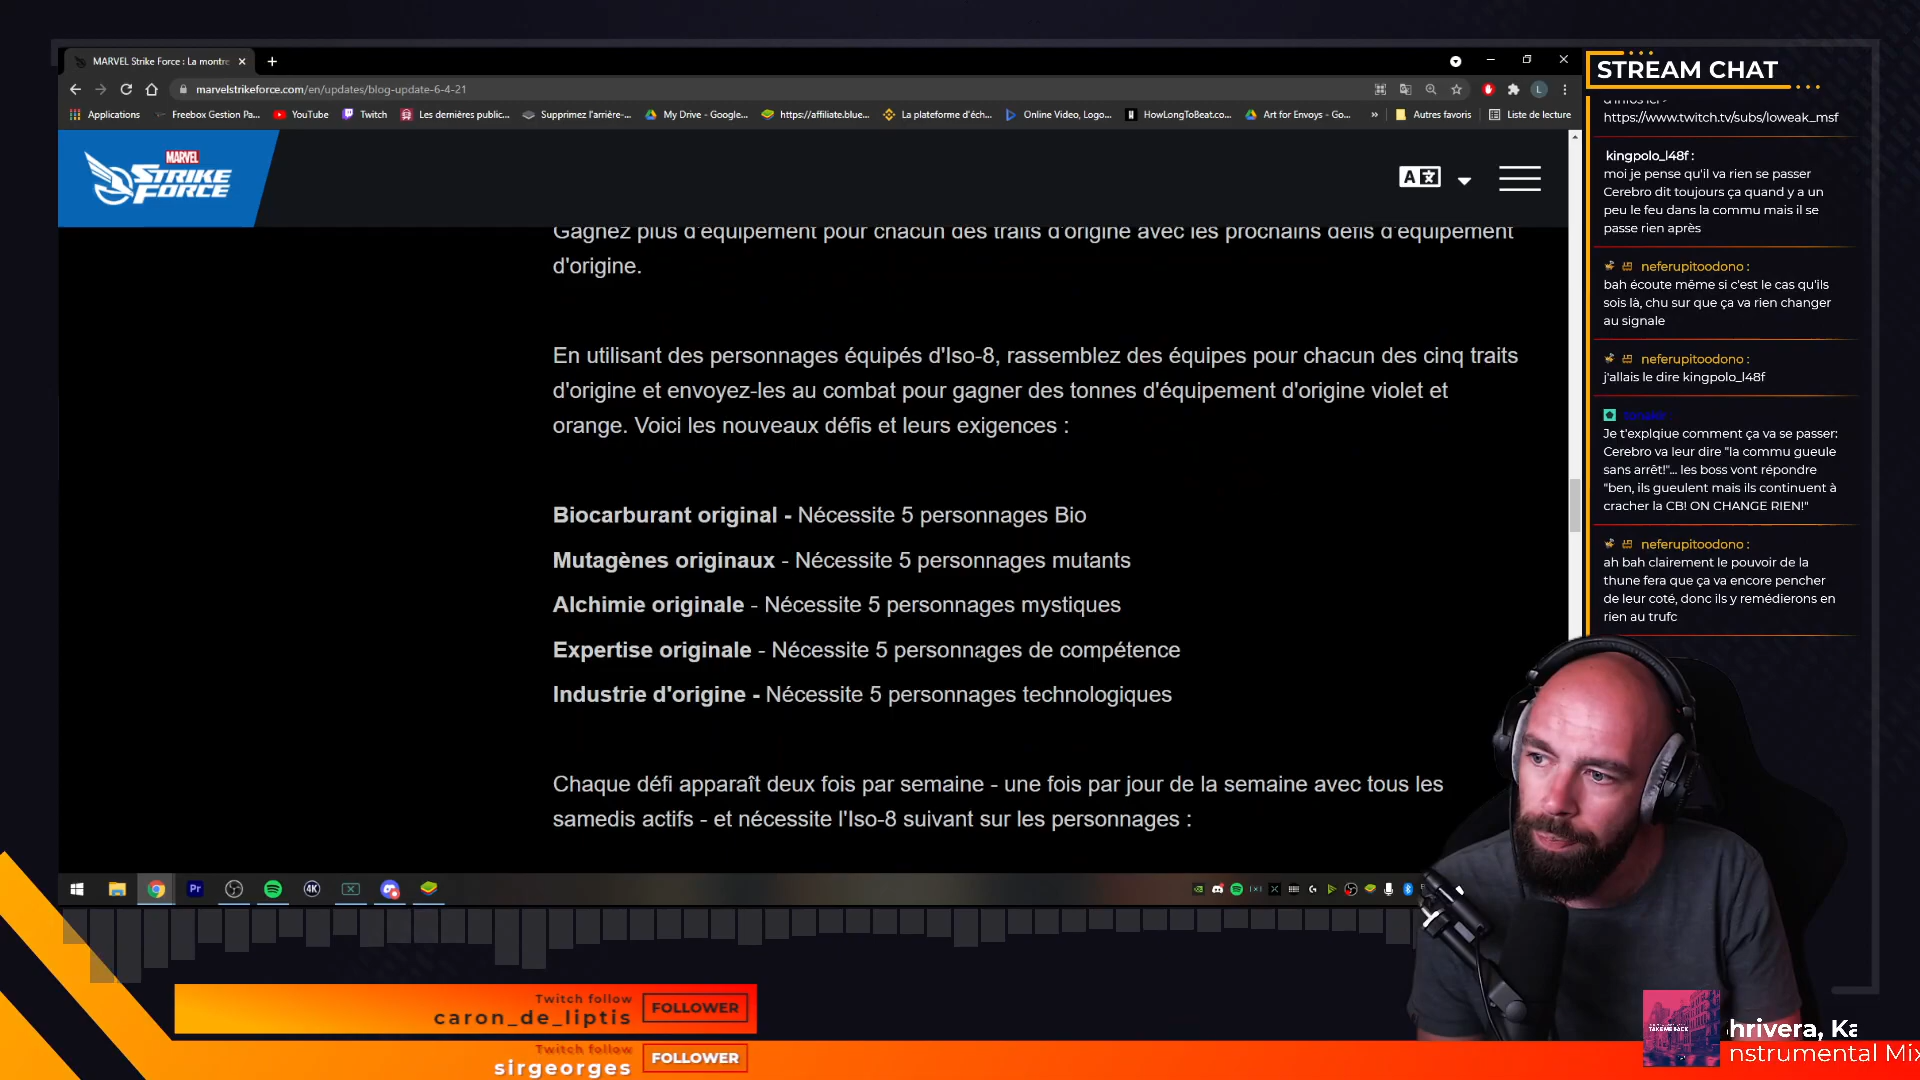 MARVEL Strike Force : La montre
marvelstrikeforce.com/en/updates/blog-update-6-4-21
Applications
Freebox Gestion Pa...
YouTube
Twitch
Les dernières public...
Supprimez l'arrière-...
My Drive - Google...
https://affiliate.blue...
La plateforme d'éch...
Online Video, Logo...
HowLongToBeat.co...
Art for Envoys - Go...
»
Autres favoris
Liste de lecture
MARVEL
STRIKE
FORCE
Gagnez plus d'équipement pour chacun des traits d'origine avec les prochains défis d'équipement
d'origine.
En utilisant des personnages équipés d'Iso-8, rassemblez des équipes pour chacun des cinq traits
d'origine et envoyez-les au combat pour gagner des tonnes d'équipement d'origine violet et
orange. Voici les nouveaux défis et leurs exigences :
Biocarburant original - Nécessite 5 personnages Bio
Mutagènes originaux - Nécessite 5 personnages mutants
Alchimie originale - Nécessite 5 personnages mystiques
Expertise originale - Nécessite 5 personnages de compétence
Industrie d'origine - Nécessite 5 personnages technologiques
Chaque défi apparaît deux fois par semaine - une fois par jour de la semaine avec tous les
samedis actifs - et nécessite l'Iso-8 suivant sur les personnages :
STREAM CHAT
d'infos ici >
https://www.twitch.tv/subs/loweak_msf
kingpolo_l48f :
moi je pense qu'il va rien se passer
Cerebro dit toujours ça quand y a un
peu le feu dans la commu mais il se
passe rien après
neferupitoodono :
bah écoute même si c'est le cas qu'ils
sois là, chu sur que ça va rien changer
au signale
neferupitoodono :
j'allais le dire kingpolo_l48f
Je t'explqiue comment ça va se passer:
Cerebro va leur dire "la commu gueule
sans arrêt!"... les boss vont répondre
"ben, ils gueulent mais ils continuent à
cracher la CB! ON CHANGE RIEN!"
neferupitoodono :
ah bah clairement le pouvoir de la
thune fera que ça va encore pencher
de leur coté, donc ils y remédierons en
rien au trufc
Twitch follow
caron_de_liptis
FOLLOWER
Twitch follow
sirgeorges
FOLLOWER
TAKE ME BACK
hrivera, Ka
nstrumental Mix